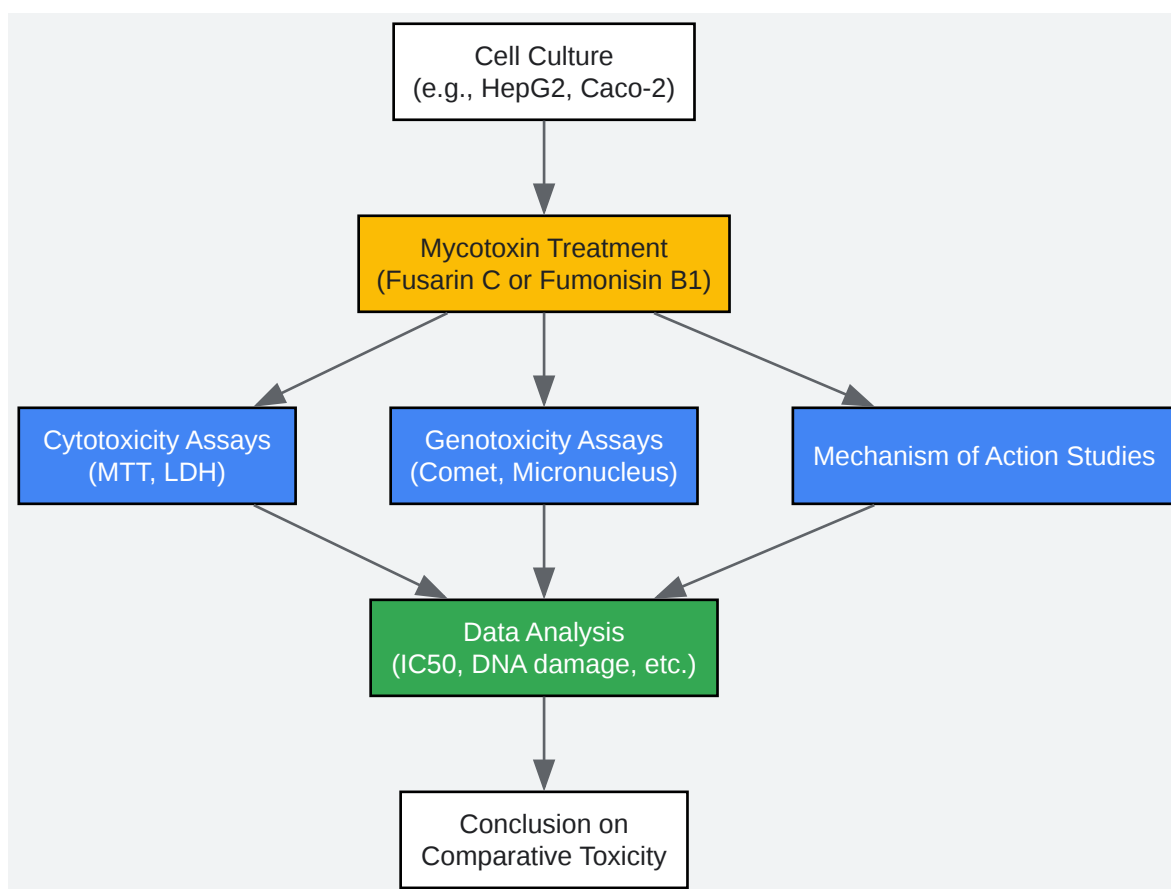 Cell Culture
(e.g., HepG2, Caco-2)
Mycotoxin Treatment
(Fusarin C or Fumonisin B1)
Cytotoxicity Assays
(MTT, LDH)
Genotoxicity Assays
(Comet, Micronucleus)
Mechanism of Action Studies
Data Analysis
(IC50, DNA damage, etc.)
Conclusion on
Comparative Toxicity